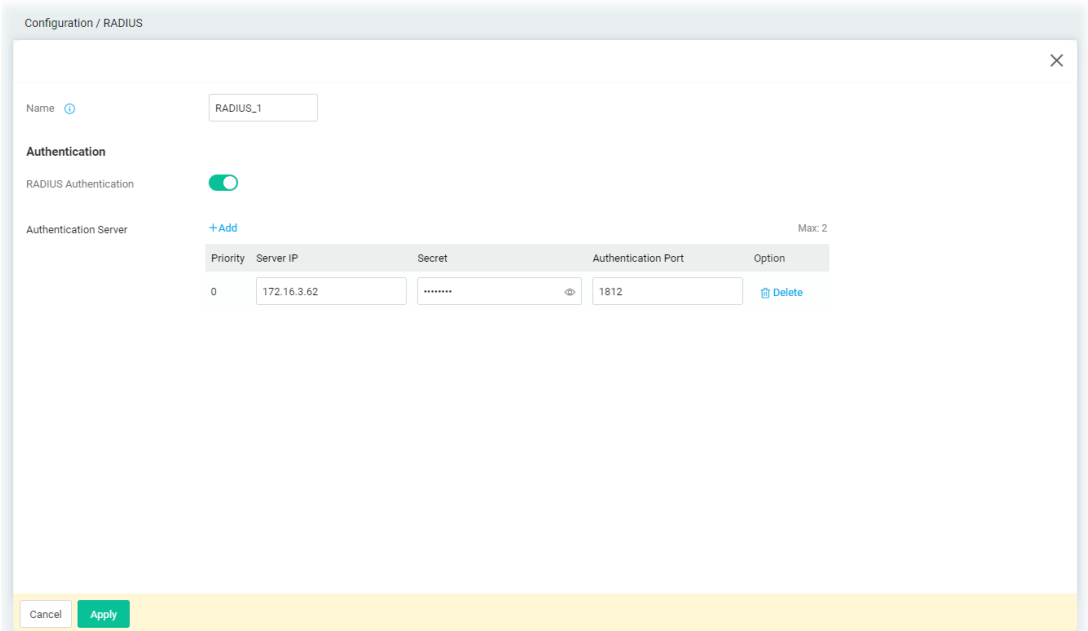 Configuration / RADIUS
Name
RADIUS_1
Authentication
RADIUS Authentication
Authentication Server
+Add
Max: 2
Priority Server IP Secret Authentication Port Option
0 172.16.3.62 •••••••• 1812 Delete
Cancel Apply